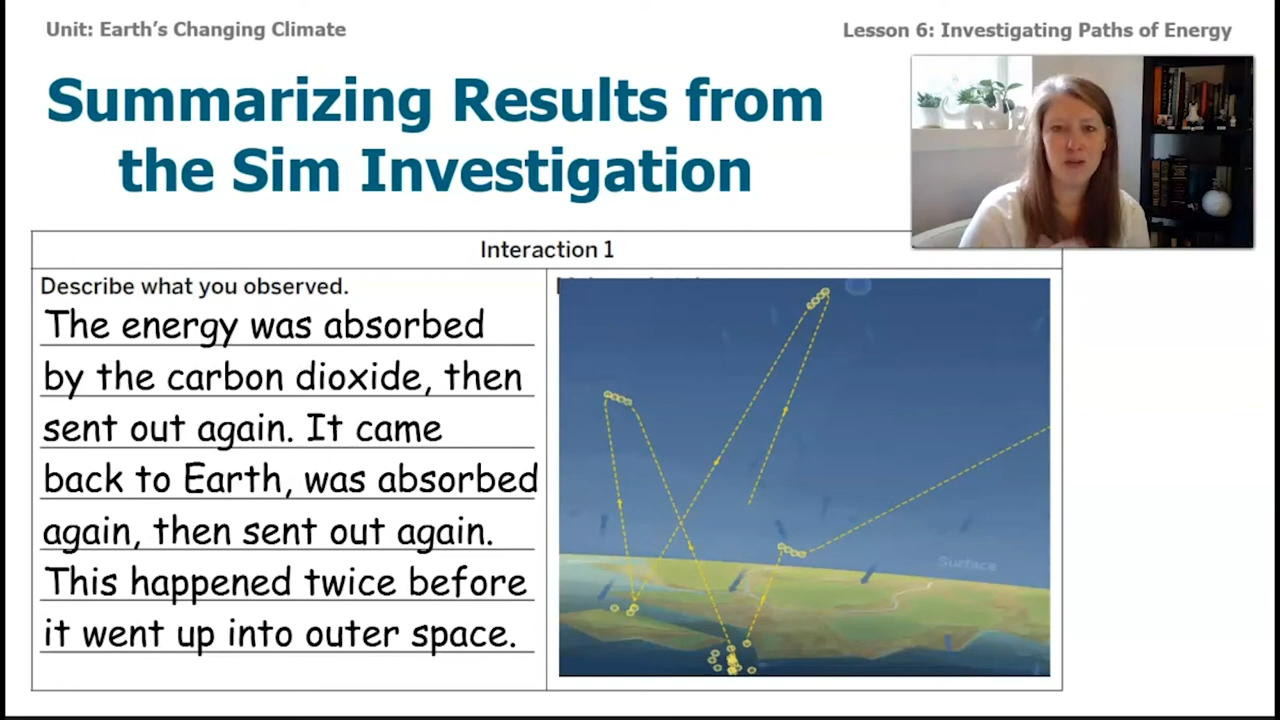 Unit: Earth's Changing Climate
Lesson 6: Investigating Paths of Energy
Summarizing Results from
the Sim Investigation
Interaction 1
Describe what you observed.
The energy was absorbed
by the carbon dioxide, then
sent out again. It came
back to Earth, was absorbed
again, then sent out again.
This happened twice before
it went up into outer space.
Surface